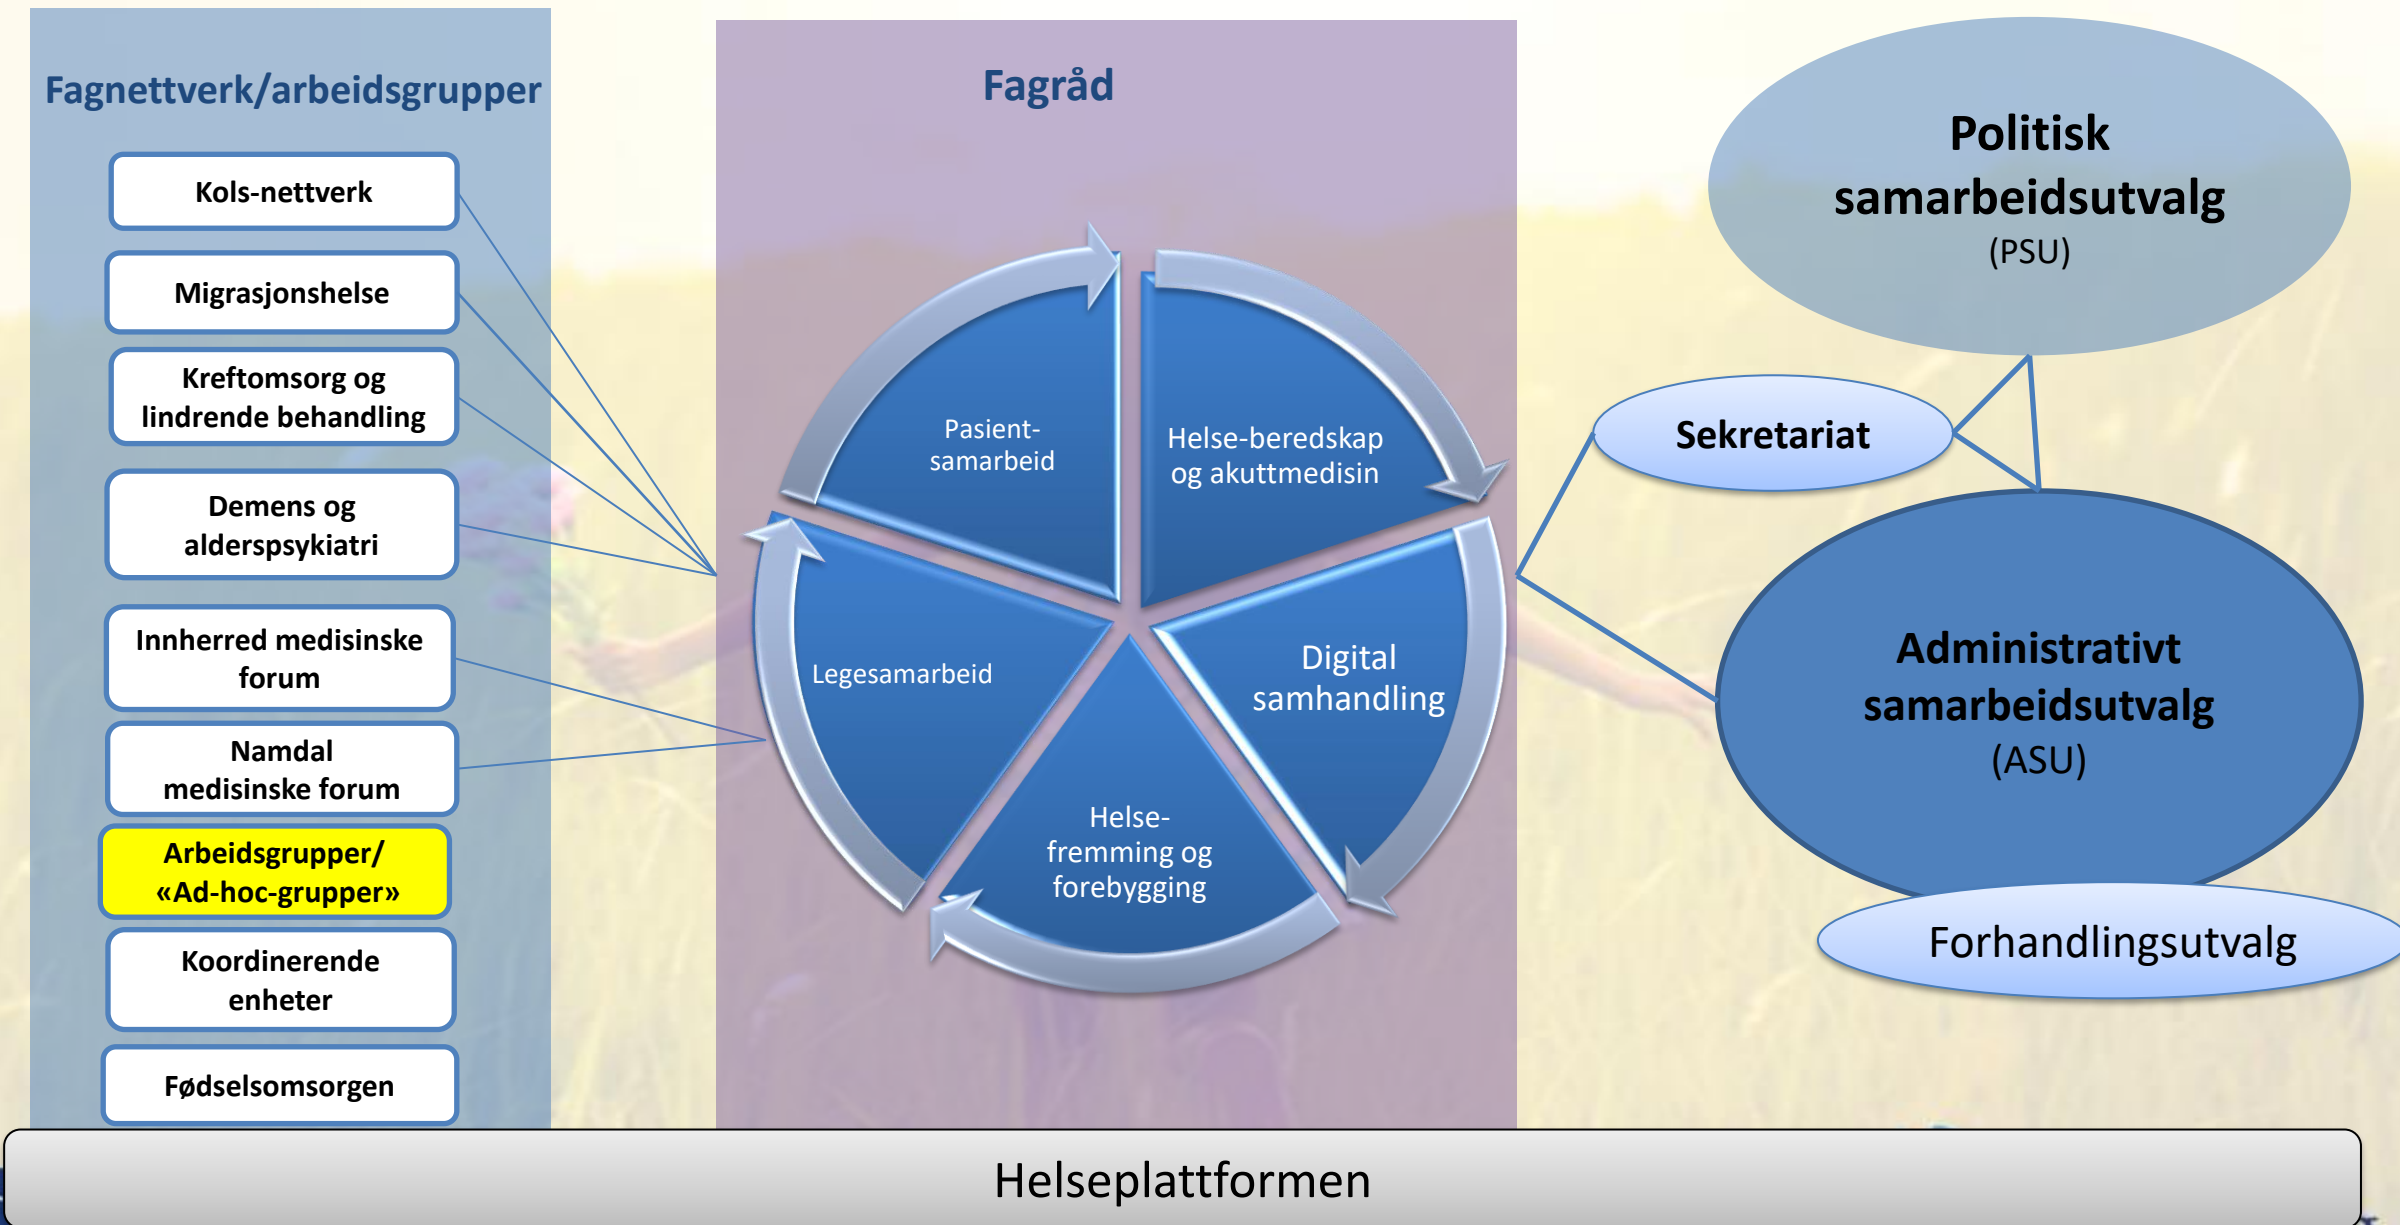 Fagnettverk/arbeidsgrupper
Kols-nettverk
Migrasjonshelse
Kreftomsorg og
lindrende behandling
Demens og
alderspsykiatri
Innherred medisinske
forum
Namdal
medisinske forum
Arbeidsgrupper/
«Ad-hoc-grupper»
Koordinerende
enheter
Fødselsomsorgen
Fagråd
Pasient-
samarbeid
Helse-beredskap
og akuttmedisin
Digital
samhandling
Helse-
fremming og
forebygging
Legesamarbeid
Politisk
samarbeidsutvalg
(PSU)
Sekretariat
Administrativt
samarbeidsutvalg
(ASU)
Forhandlingsutvalg
Helseplattformen